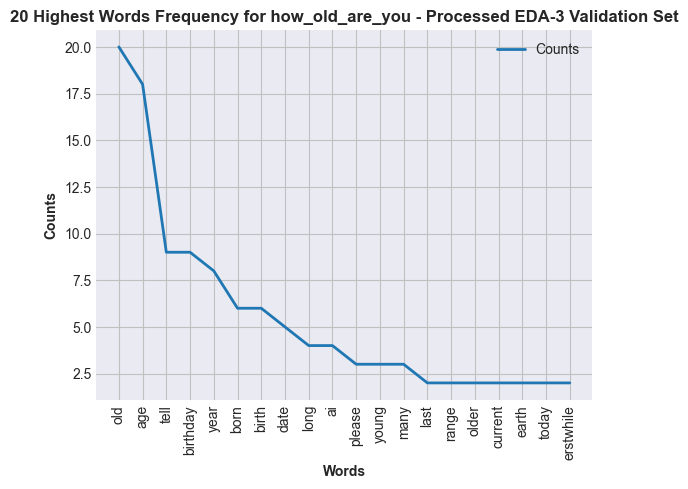 20 Highest Words Frequency for how_old_are_you - Processed EDA-3 Validation Set
Counts
20.0
17.5
15.0
12.5
10.0
7.5
5.0
2.5
Counts
old
age
tell
birthday
year
born
birth
date
long
ai
please
young
many
last
range
older
current
earth
today
erstwhile
Words